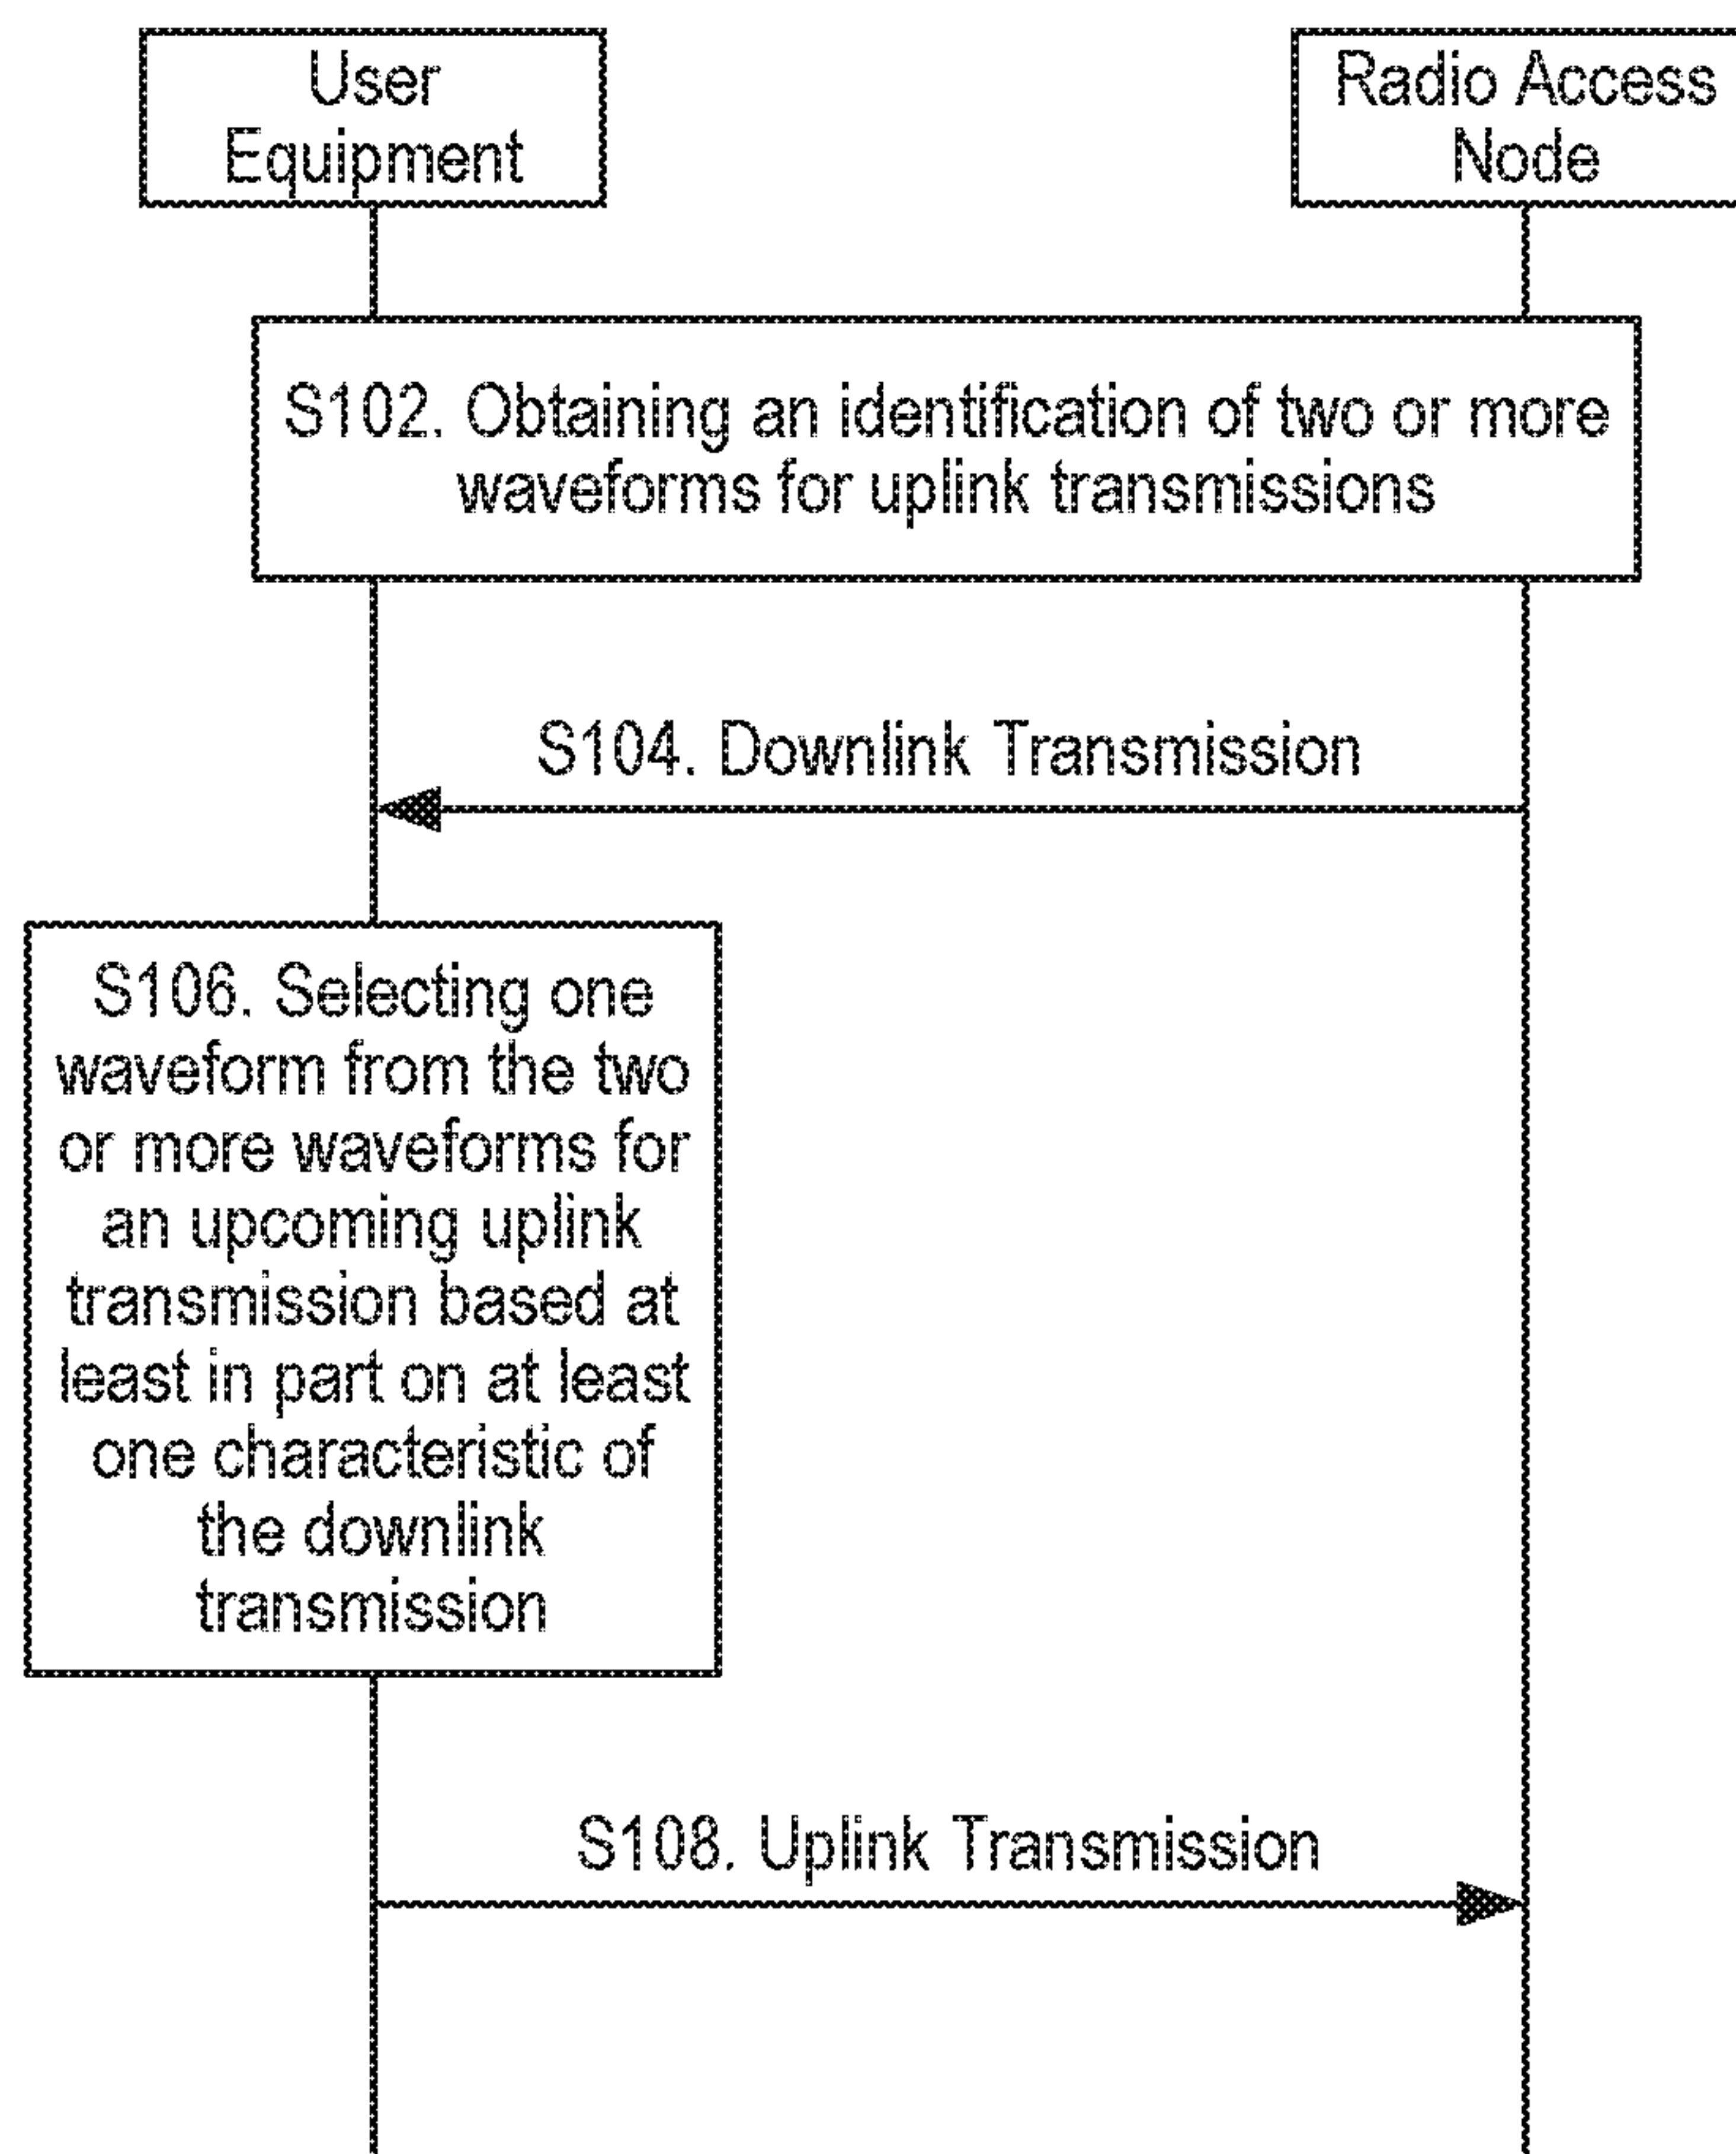 User
Equipment
Radio Access
Node
S102. Obtaining an identification of two or more
waveforms for uplink transmissions
S104. Downlink Transmission
S106. Selecting one
waveform from the two
or more waveforms for
an upcoming uplink
transmission based at
least in part on at least
one characteristic of
the downlink
transmission
S108. Uplink Transmission